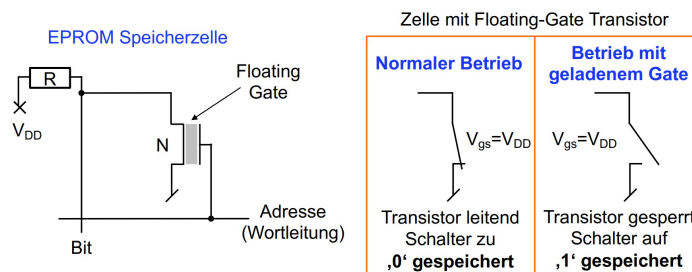 Zelle mit Floating-Gate Transistor
EPROM Speicherzelle
R
V_DD
Floating
Gate
N
Adresse
(Wortleitung)
Bit
Normaler Betrieb
V_gs=V_DD
Transistor leitend
Schalter zu
‚0‘ gespeichert
Betrieb mit
geladenem Gate
V_gs=V_DD
Transistor gesperrt
Schalter auf
‚1‘ gespeichert